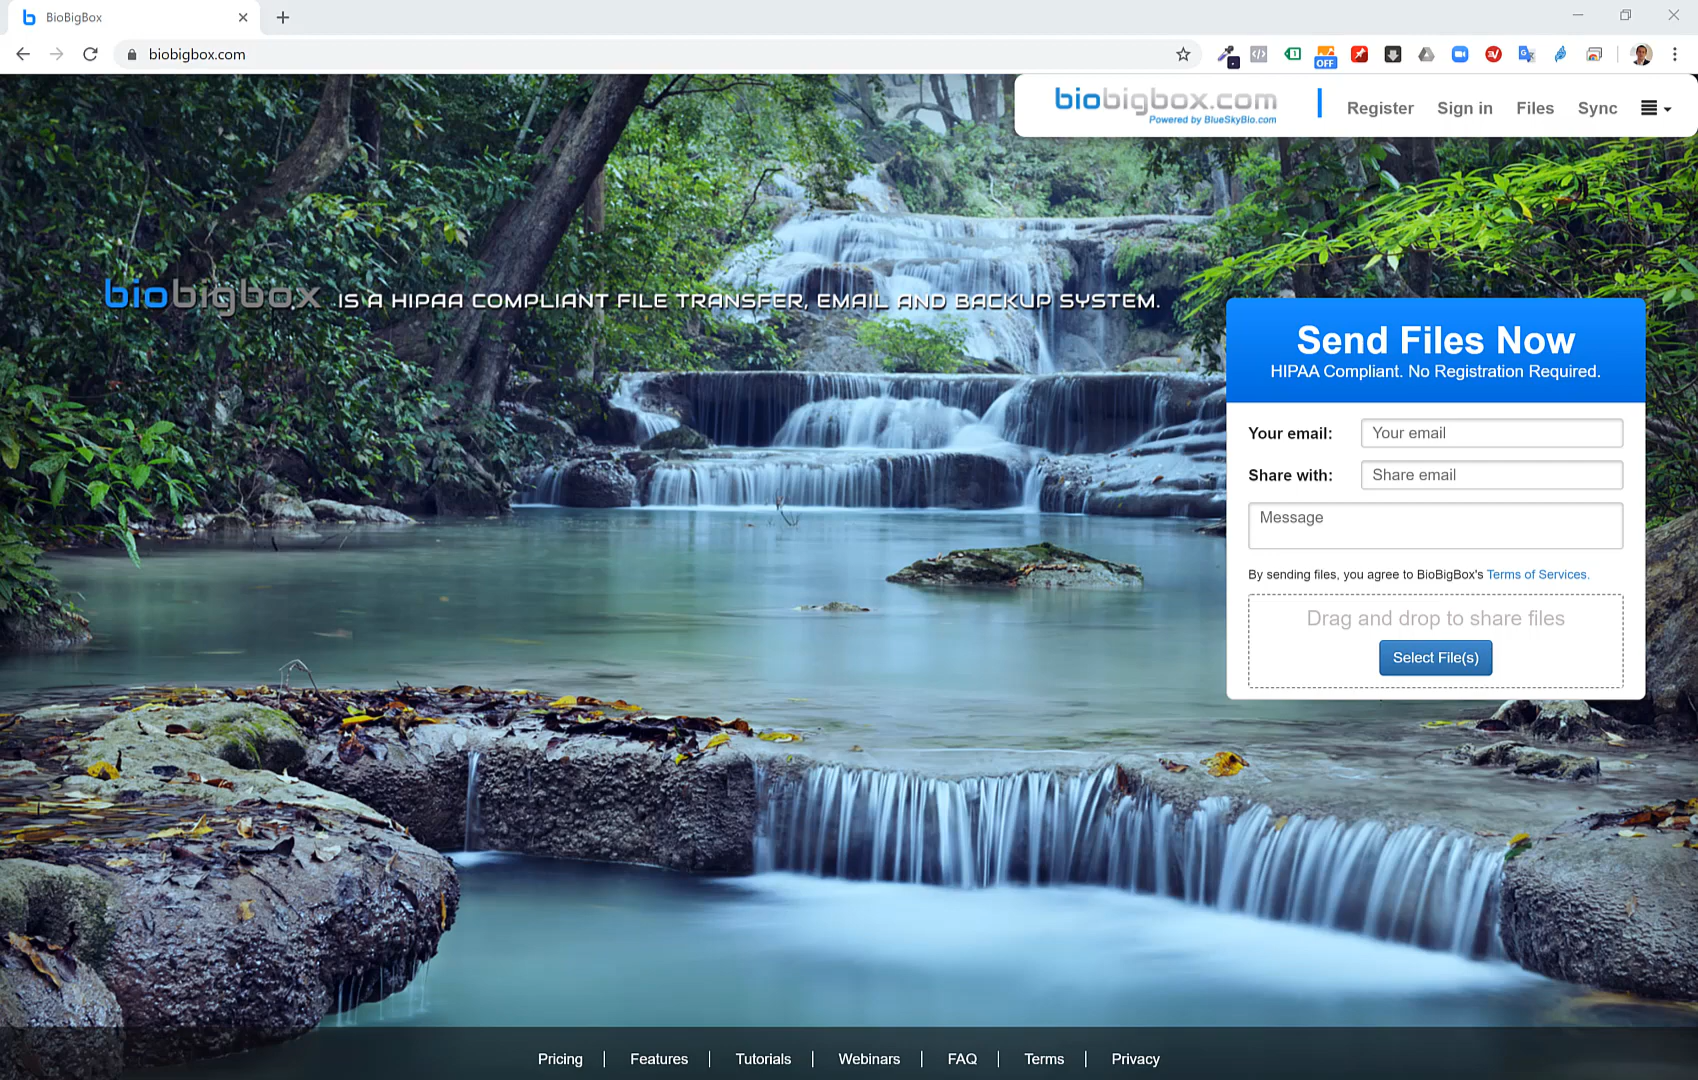 BioBigBox
biobigbox.com
OFF
biobigbox.com
Powered by BlueSkyBio.com
Register
Sign in
Files
Sync
biobigbox IS A HIPAA COMPLIANT FILE TRANSFER, EMAIL AND BACKUP SYSTEM.
Send Files Now
HIPAA Compliant. No Registration Required.
Your email:
Your email
Share with:
Share email
Message
By sending files, you agree to BioBigBox's Terms of Services.
Drag and drop to share files
Select File(s)
Pricing
Features
Tutorials
Webinars
FAQ
Terms
Privacy